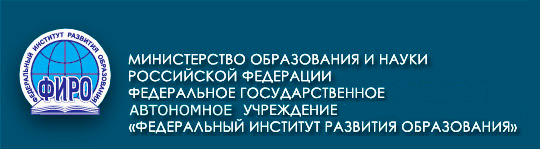 ФЕДЕРАЛЬНЫЙ ИНСТИТУТ РАЗВИТИЯ ОБРАЗОВАНИЯ
ФИРО
МИНИСТЕРСТВО ОБРАЗОВАНИЯ И НАУКИ
РОССИЙСКОЙ ФЕДЕРАЦИИ
ФЕДЕРАЛЬНОЕ ГОСУДАРСТВЕННОЕ
АВТОНОМНОЕ УЧРЕЖДЕНИЕ
«ФЕДЕРАЛЬНЫЙ ИНСТИТУТ РАЗВИТИЯ ОБРАЗОВАНИЯ»